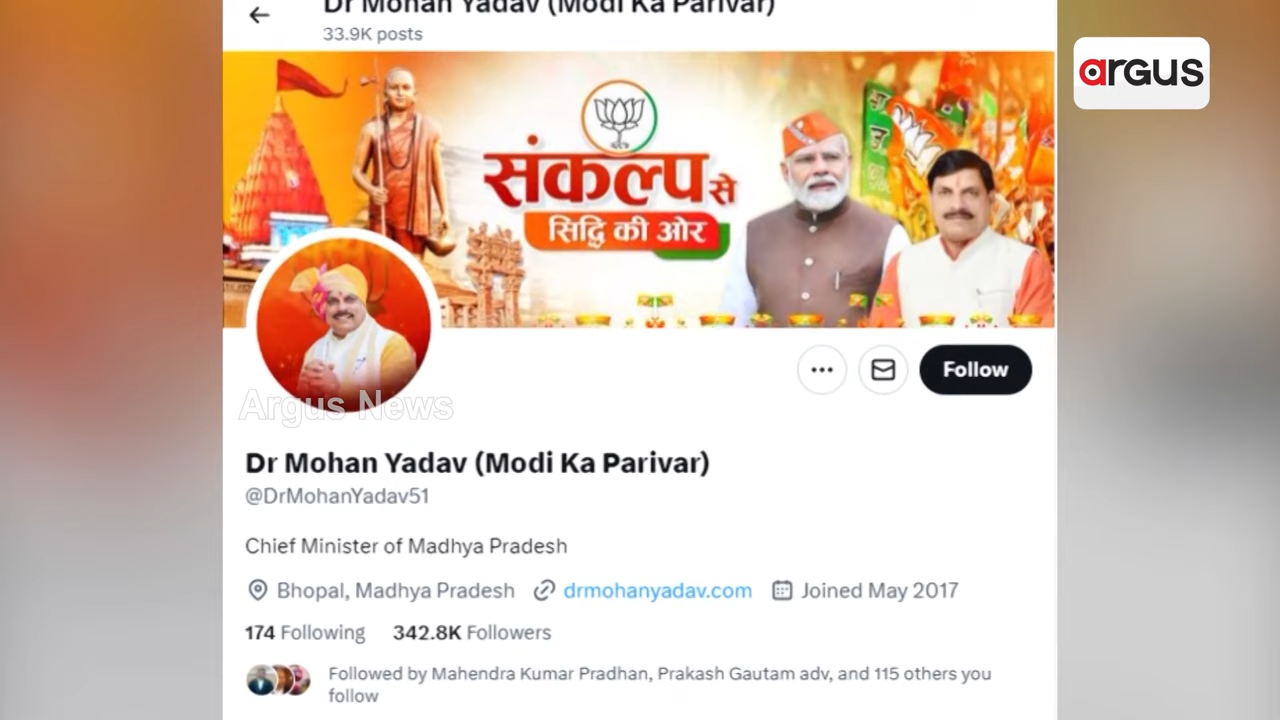 Dr Mohan Yadav (Modi Ka Parivar)
33.9K posts
argus
संकल्प से
सिद्धि की ओर
Follow
Argus News
Dr Mohan Yadav (Modi Ka Parivar)
@DrMohanYadav51
Chief Minister of Madhya Pradesh
Bhopal, Madhya Pradesh drmohanyadav.com Joined May 2017
174 Following 342.8K Followers
Followed by Mahendra Kumar Pradhan, Prakash Gautam adv, and 115 others you
follow